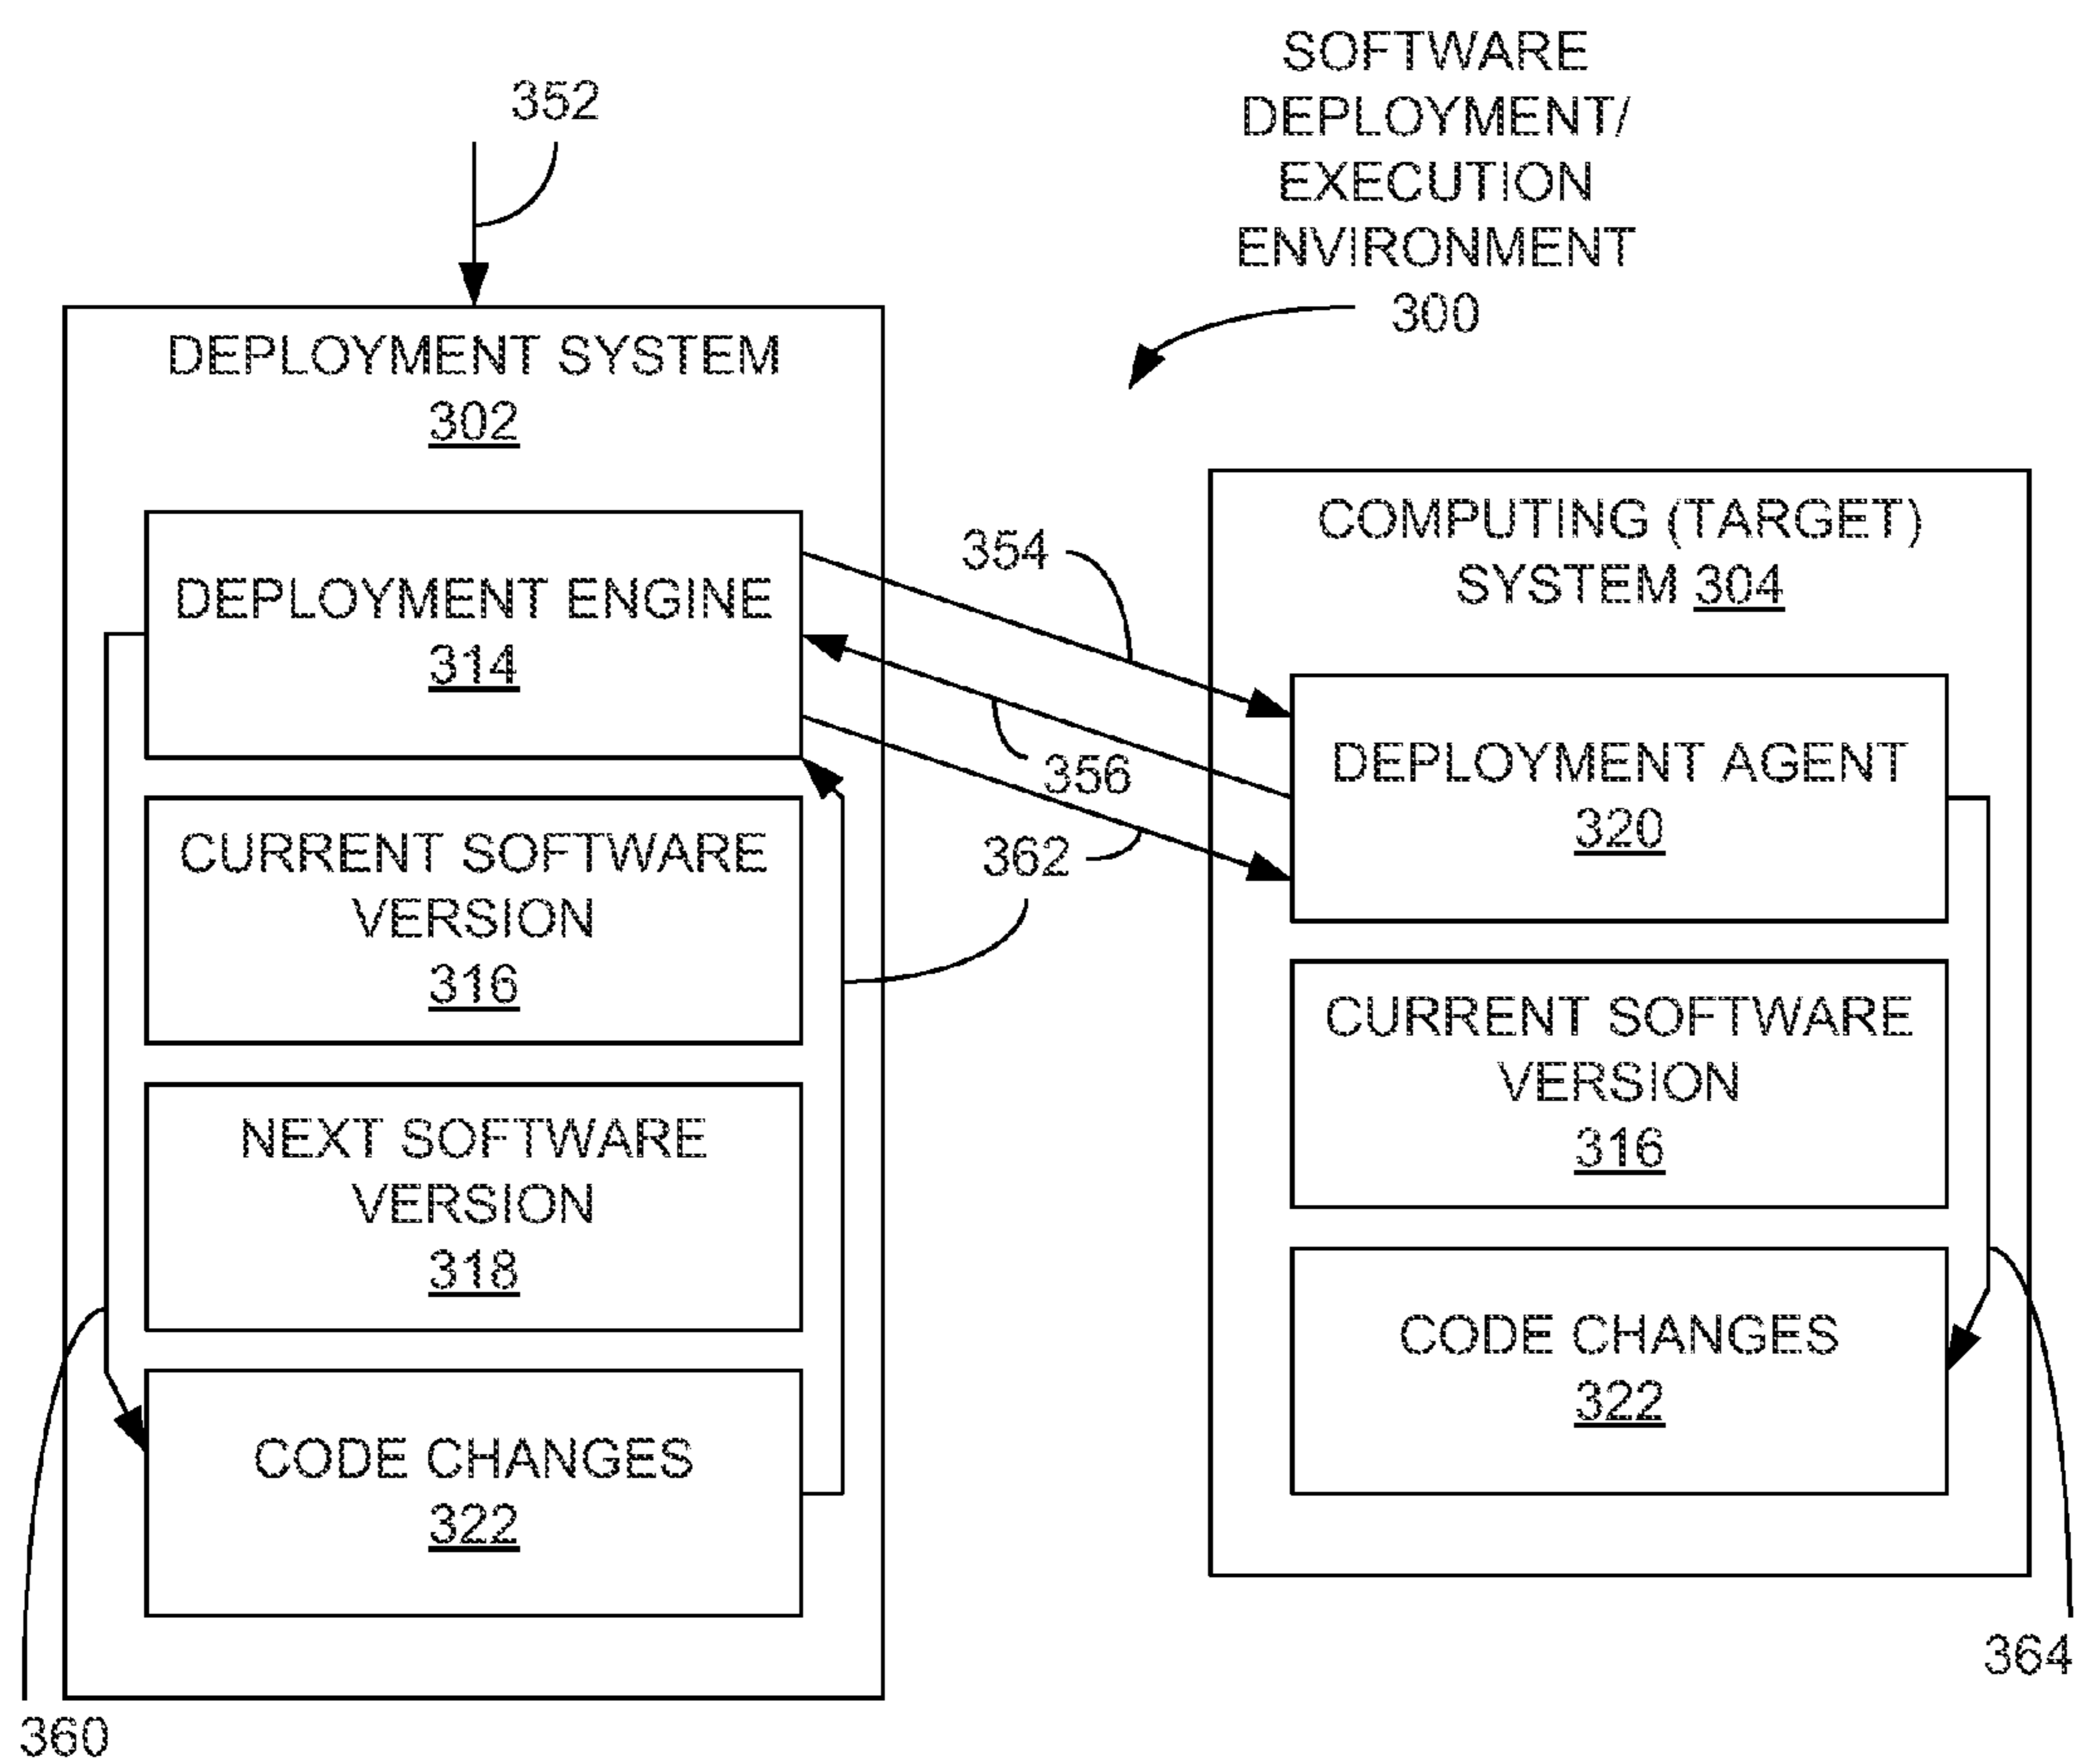 352
SOFTWARE
DEPLOYMENT/
EXECUTION
ENVIRONMENT
300
DEPLOYMENT SYSTEM
302
DEPLOYMENT ENGINE
314
CURRENT SOFTWARE
VERSION
316
NEXT SOFTWARE
VERSION
318
CODE CHANGES
322
360
354
356
362
COMPUTING (TARGET)
SYSTEM 304
DEPLOYMENT AGENT
320
CURRENT SOFTWARE
VERSION
316
CODE CHANGES
322
364